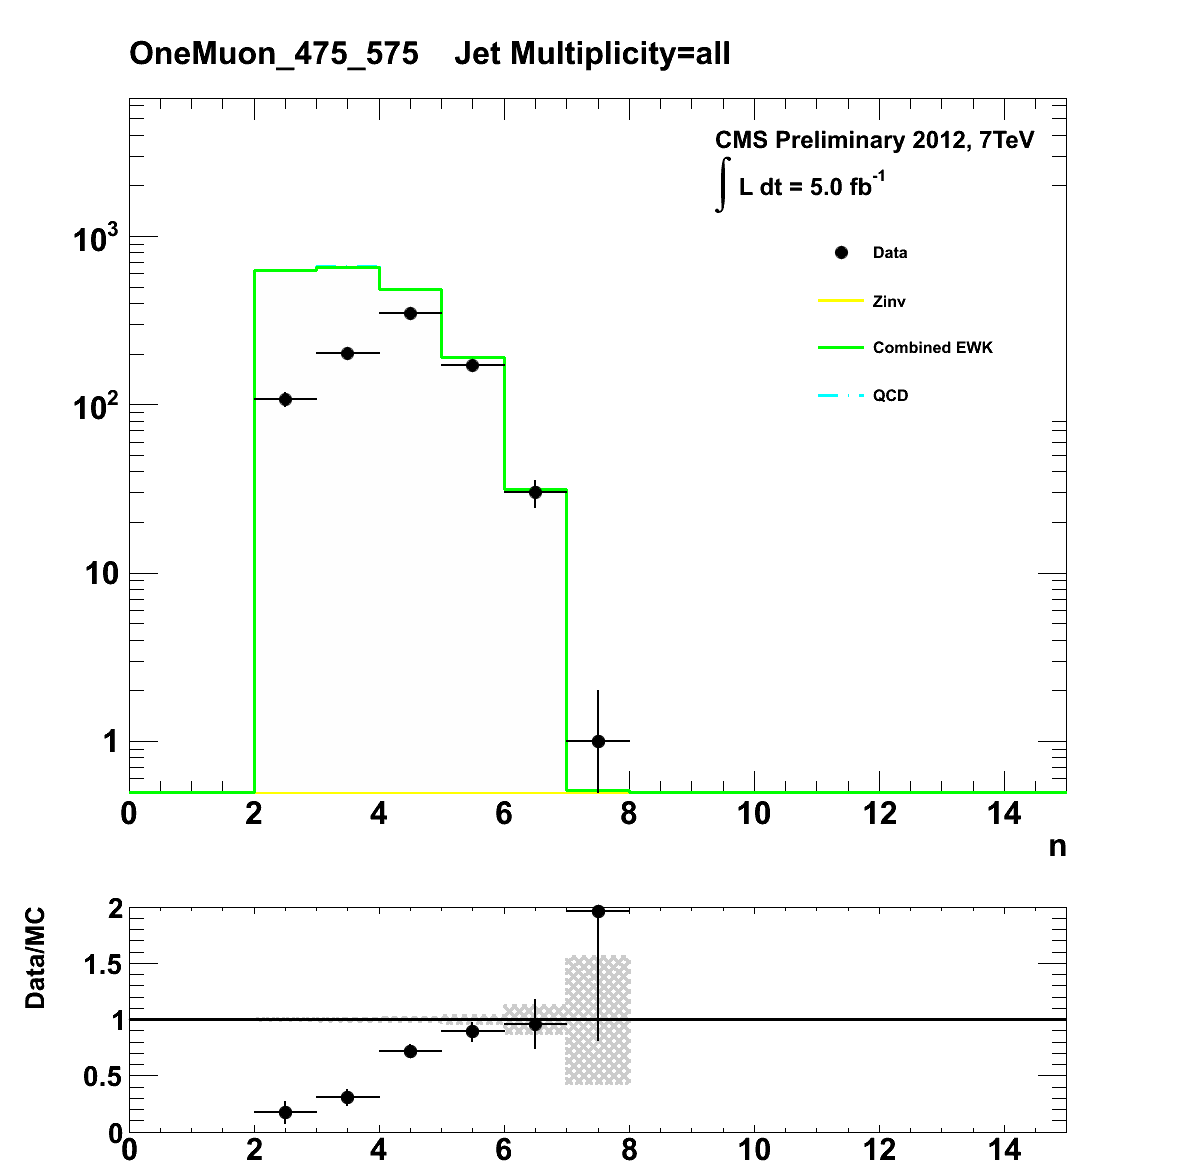 OneMuon_475_575 Jet Multiplicity=all
CMS Preliminary 2012, 7TeV
∫ L dt = 5.0 fb⁻¹
Data
Zinv
Combined EWK
QCD
10³
10²
10
1
0 2 4 6 8 10 12 14
n
Data/MC
2
1.5
1
0.5
0
0 2 4 6 8 10 12 14